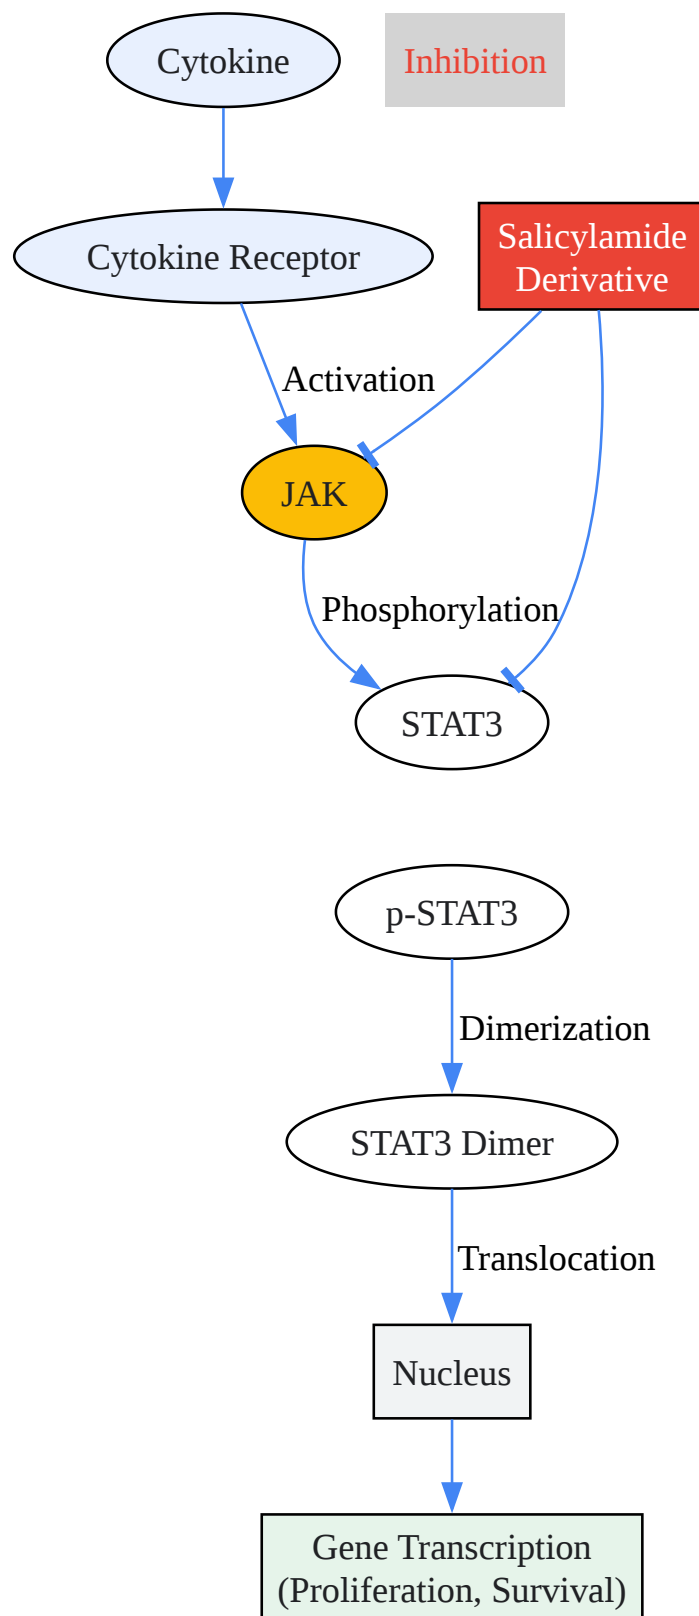 Cytokine
Inhibition
Cytokine Receptor
Salicylamide
Derivative
Activation
JAK
Phosphorylation
STAT3
p-STAT3
Dimerization
STAT3 Dimer
Translocation
Nucleus
Gene Transcription
(Proliferation, Survival)